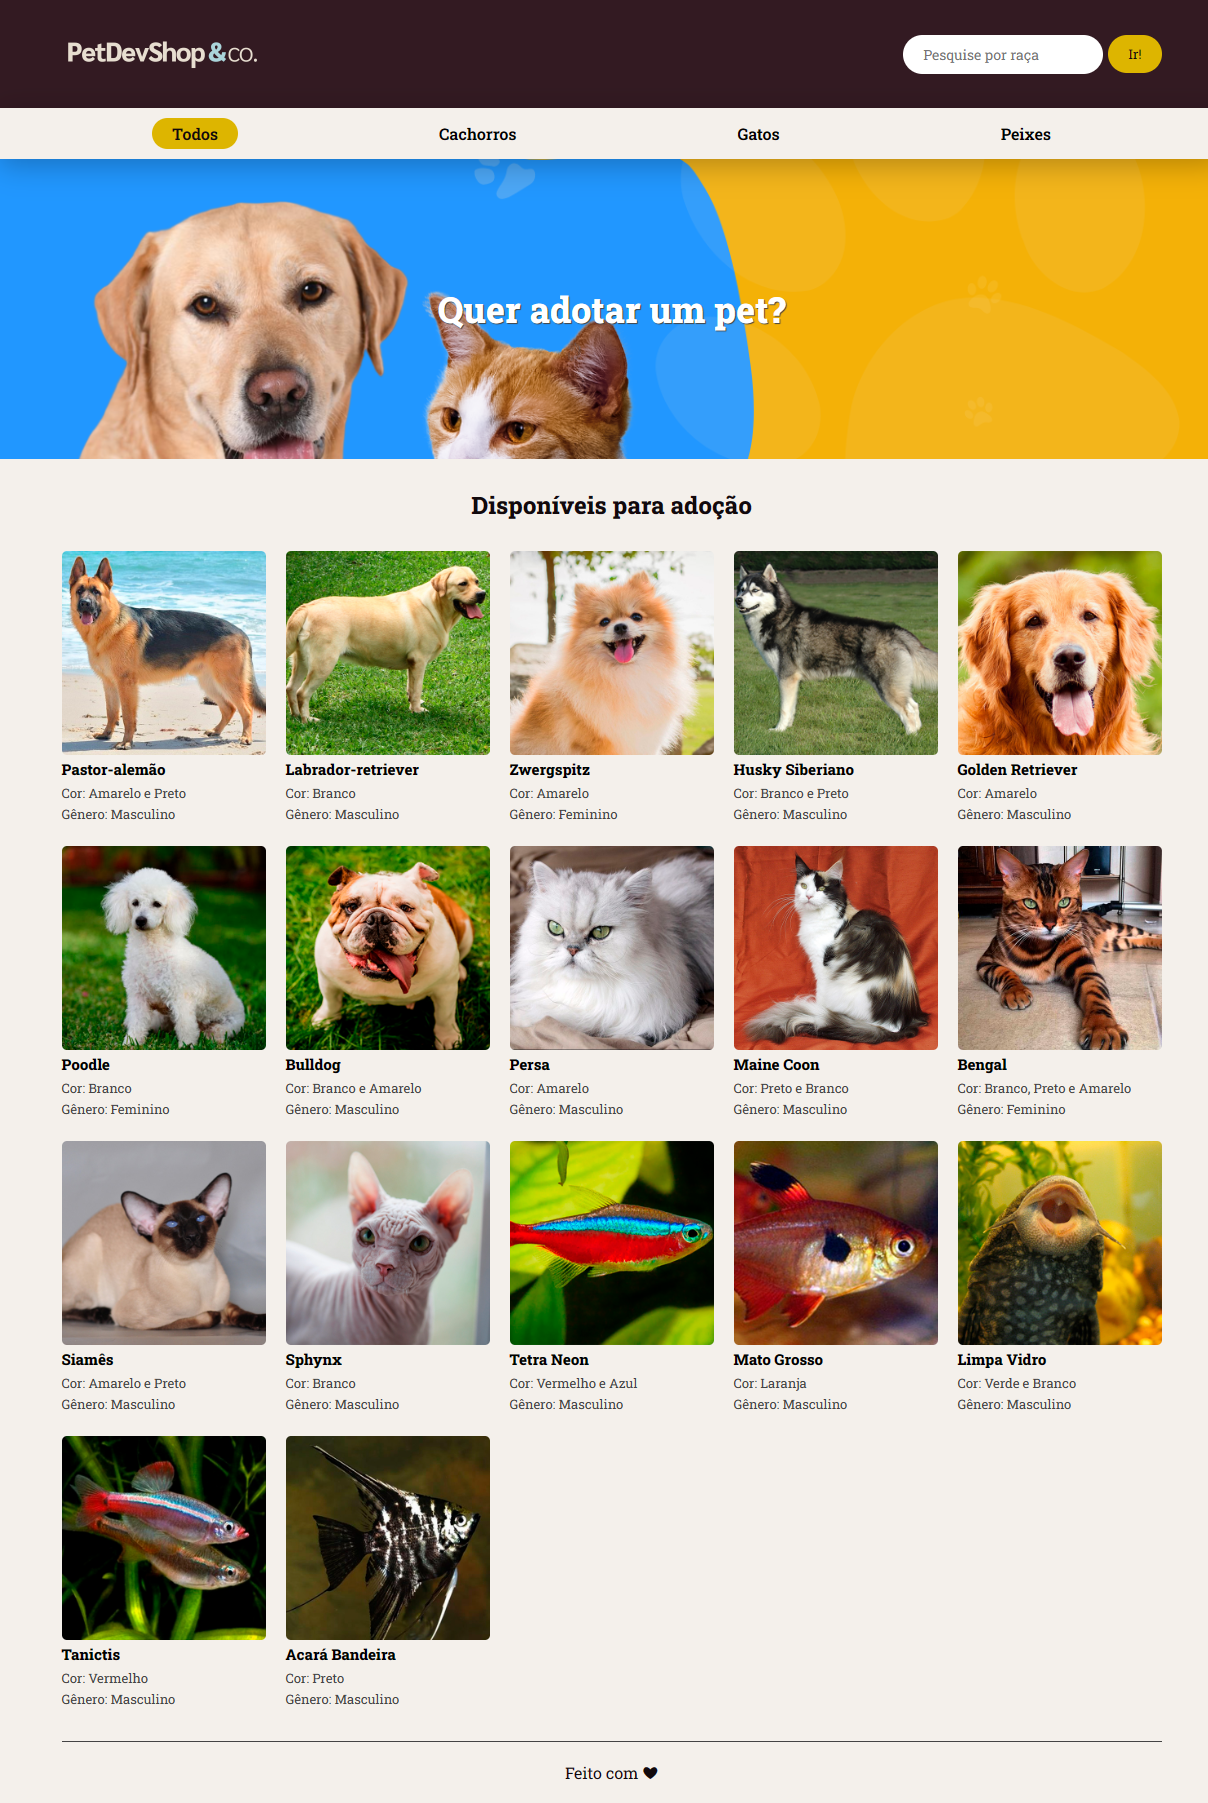 PetDevShop &co.
Pesquise por raça
Ir!
Todos
Cachorros
Gatos
Peixes
Quer adotar um pet?
Disponíveis para adoção
Pastor-alemão
Cor: Amarelo e Preto
Gênero: Masculino
Labrador-retriever
Cor: Branco
Gênero: Masculino
Zwergspitz
Cor: Amarelo
Gênero: Feminino
Husky Siberiano
Cor: Branco e Preto
Gênero: Masculino
Golden Retriever
Cor: Amarelo
Gênero: Masculino
Poodle
Cor: Branco
Gênero: Feminino
Bulldog
Cor: Branco e Amarelo
Gênero: Masculino
Persa
Cor: Amarelo
Gênero: Masculino
Maine Coon
Cor: Preto e Branco
Gênero: Masculino
Bengal
Cor: Branco, Preto e Amarelo
Gênero: Feminino
Siamês
Cor: Amarelo e Preto
Gênero: Masculino
Sphynx
Cor: Branco
Gênero: Masculino
Tetra Neon
Cor: Vermelho e Azul
Gênero: Masculino
Mato Grosso
Cor: Laranja
Gênero: Masculino
Limpa Vidro
Cor: Verde e Branco
Gênero: Masculino
Tanictis
Cor: Vermelho
Gênero: Masculino
Acará Bandeira
Cor: Preto
Gênero: Masculino
Feito com ♥